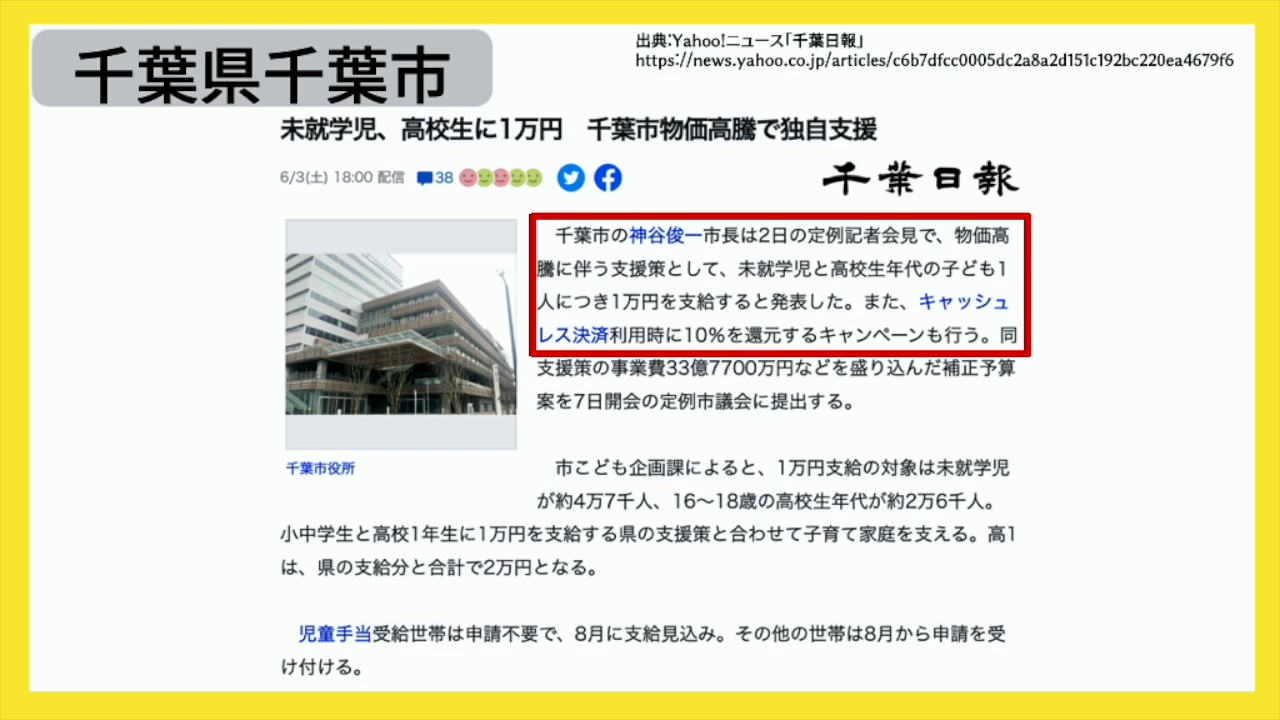 千葉県千葉市
出典:Yahoo!ニュース「千葉日報」
https://news.yahoo.co.jp/articles/c6b7dfcc0005dc2a8a2d151c192bc220ea4679f6
未就学児、高校生に1万円　千葉市物価高騰で独自支援
6/3(土) 18:00 配信 38
千葉日報
千葉市の神谷俊一市長は2日の定例記者会見で、物価高
騰に伴う支援策として、未就学児と高校生年代の子ども1
人につき1万円を支給すると発表した。また、キャッシュ
レス決済利用時に10%を還元するキャンペーンも行う。同
支援策の事業費33億7700万円などを盛り込んだ補正予算
案を7日開会の定例市議会に提出する。
千葉市役所
市こども企画課によると、1万円支給の対象は未就学児
が約4万7千人、16〜18歳の高校生年代が約2万6千人。
小中学生と高校1年生に1万円を支給する県の支援策と合わせて子育て家庭を支える。高1
は、県の支給分と合計で2万円となる。
児童手当受給世帯は申請不要で、8月に支給見込み。その他の世帯は8月から申請を受
け付ける。